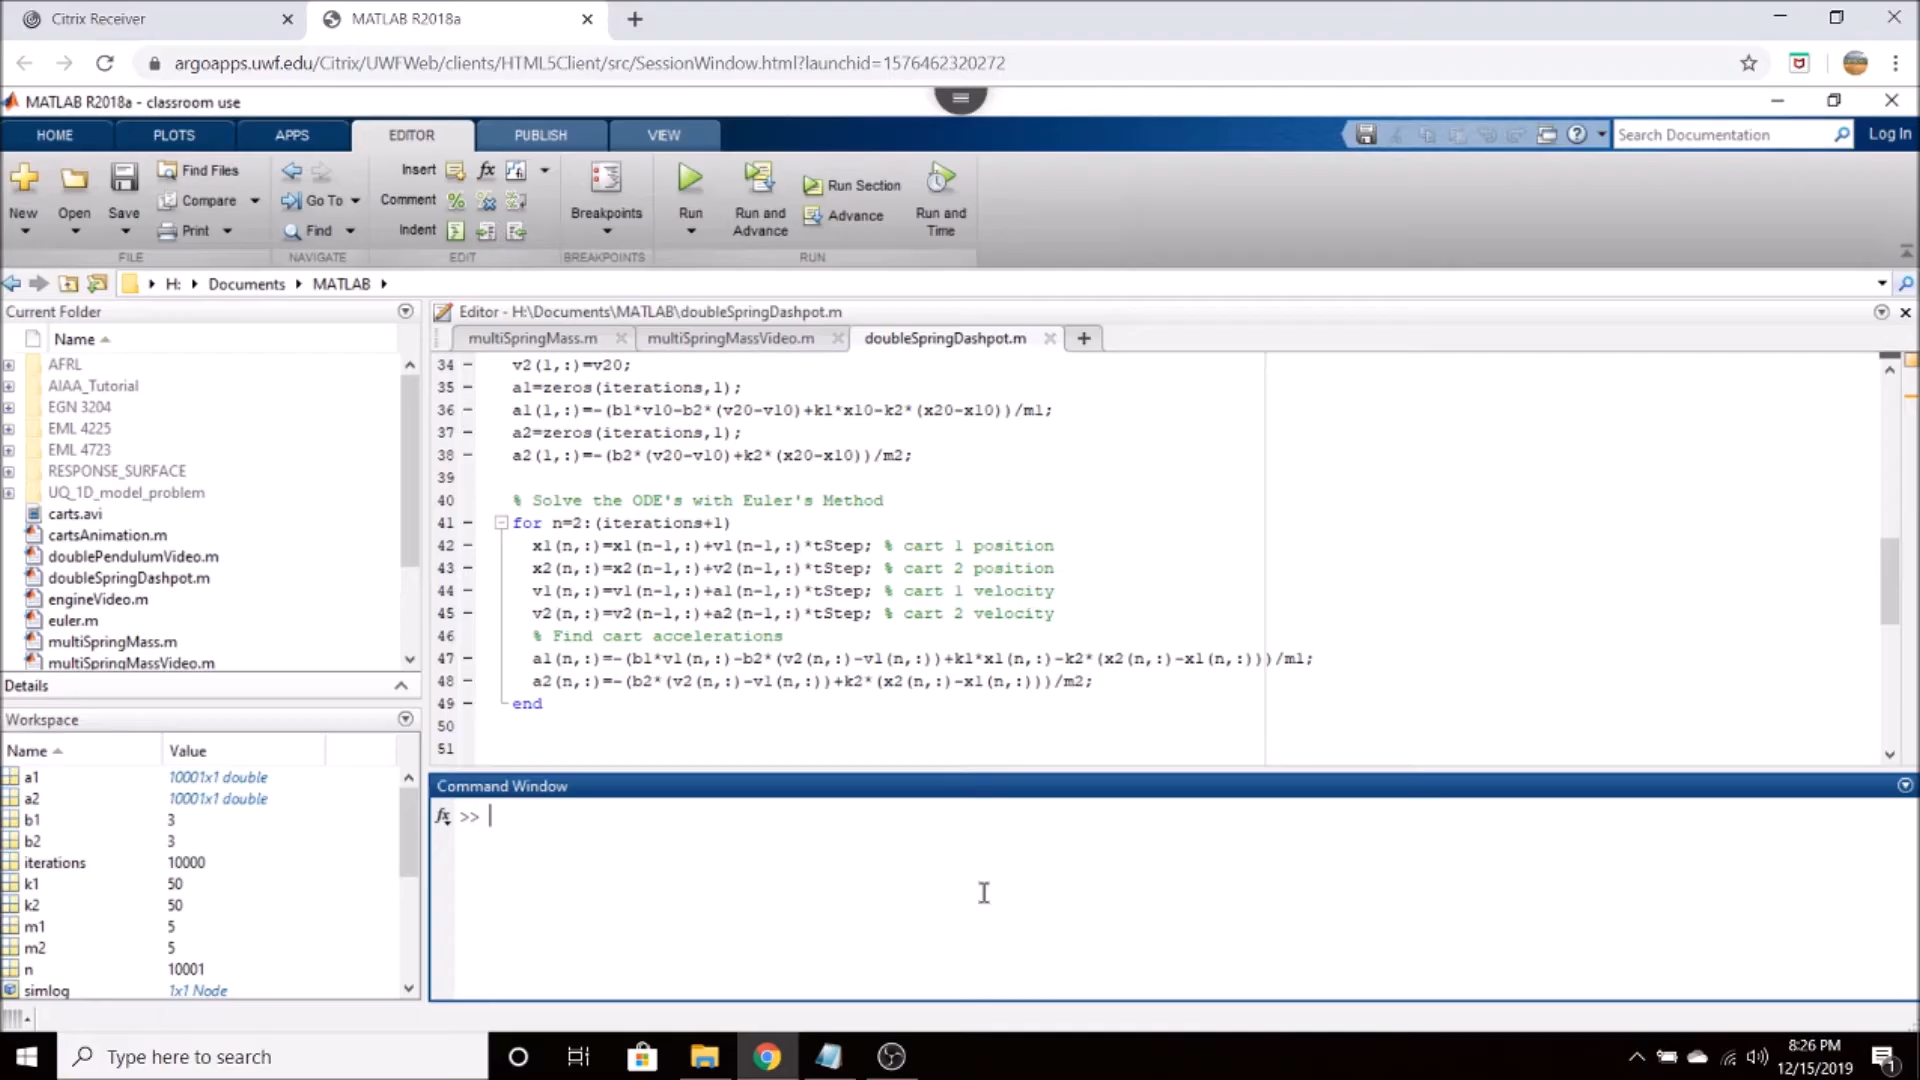 Citrix Receiver
MATLAB R2018a
argoapps.uwf.edu/Citrix/UWFWeb/clients/HTML5Client/src/SessionWindow.html?launchid=1576462320272
MATLAB R2018a - classroom use
HOME
PLOTS
APPS
EDITOR
PUBLISH
VIEW
Search Documentation
Log In
New
Open
Save
Find Files
Compare
Print
Go To
Find
Insert
Comment
Indent
Breakpoints
Run
Run and
Advance
Run Section
Advance
Run and
Time
FILE
NAVIGATE
EDIT
BREAKPOINTS
RUN
H: Documents MATLAB
Current Folder
Name
AFRL
AIAA_Tutorial
EGN 3204
EML 4225
EML 4723
RESPONSE_SURFACE
UQ_1D_model_problem
carts.avi
cartsAnimation.m
doublePendulumVideo.m
doubleSpringDashpot.m
engineVideo.m
euler.m
multiSpringMass.m
multiSpringMassVideo.m
Details
Workspace
Name Value
a1 10001x1 double
a2 10001x1 double
b1 3
b2 3
iterations 10000
k1 50
k2 50
m1 5
m2 5
n 10001
simlog 1x1 Node
Editor - H:\Documents\MATLAB\doubleSpringDashpot.m
multiSpringMass.m
multiSpringMassVideo.m
doubleSpringDashpot.m
34 - v2(1,:)=v20;
35 - a1=zeros(iterations,1);
36 - a1(1,:)=-(b1*v10-b2*(v20-v10)+k1*x10-k2*(x20-x10))/m1;
37 - a2=zeros(iterations,1);
38 - a2(1,:)=-(b2*(v20-v10)+k2*(x20-x10))/m2;
39
40 % Solve the ODE's with Euler's Method
41 - for n=2:(iterations+1)
42 - x1(n,:)=x1(n-1,:)+v1(n-1,:)*tStep; % cart 1 position
43 - x2(n,:)=x2(n-1,:)+v2(n-1,:)*tStep; % cart 2 position
44 - v1(n,:)=v1(n-1,:)+a1(n-1,:)*tStep; % cart 1 velocity
45 - v2(n,:)=v2(n-1,:)+a2(n-1,:)*tStep; % cart 2 velocity
46 % Find cart accelerations
47 - a1(n,:)=-(b1*v1(n,:)-b2*(v2(n,:)-v1(n,:))+k1*x1(n,:)-k2*(x2(n,:)-x1(n,:)))/m1;
48 - a2(n,:)=-(b2*(v2(n,:)-v1(n,:))+k2*(x2(n,:)-x1(n,:)))/m2;
49 - end
50
51
Command Window
fx >>
Type here to search
8:26 PM
12/15/2019
1